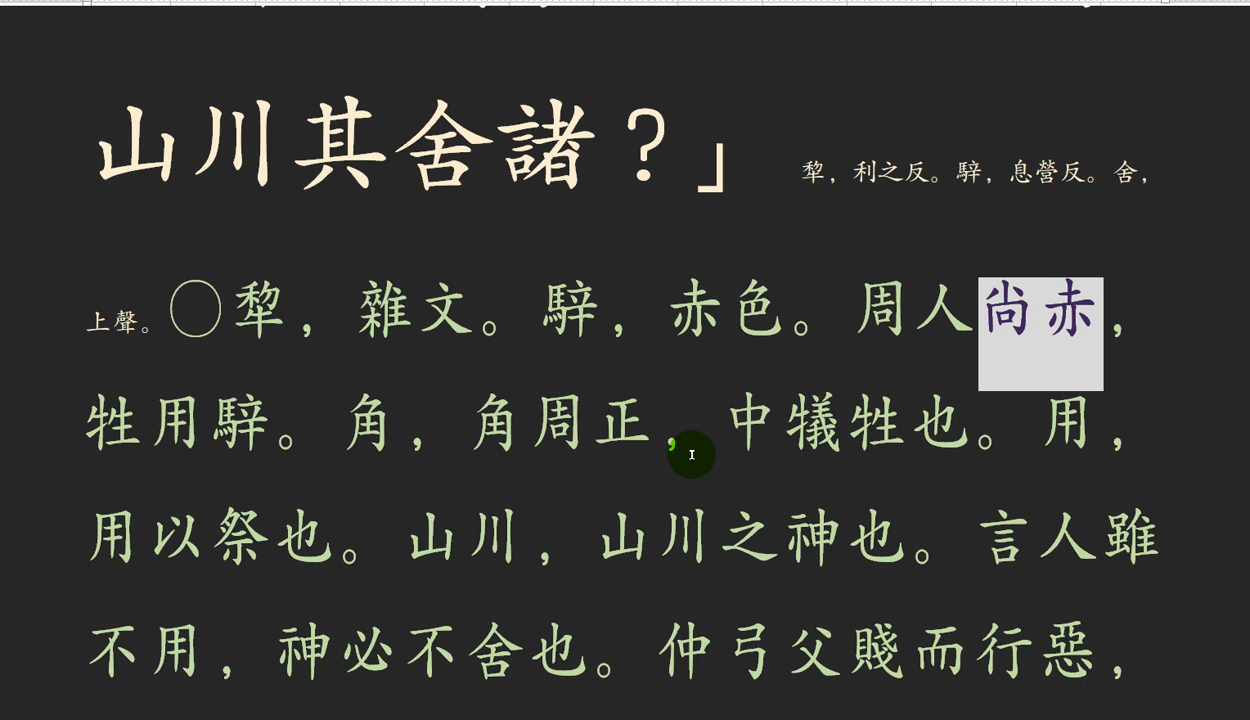 山川其舍諸？」 犂，利之反。騂，息營反。舍，
上聲。○犂，雜文。騂，赤色。周人尚赤，
牲用騂。角，角周正，中犧牲也。用，
用以祭也。山川，山川之神也。言人雖
不用，神必不舍也。仲弓父賤而行惡，